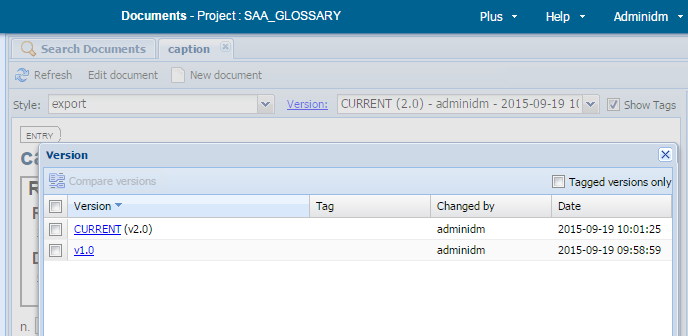 Documents - Project : SAA_GLOSSARY Plus Help Adminidm
Search Documents caption
Refresh Edit document New document
Style: export Version: CURRENT (2.0) - adminidm - 2015-09-19 Show Tags
ENTRY
Version
Compare versions Tagged versions only
Version Tag Changed by Date
CURRENT (v2.0) adminidm 2015-09-19 10:01:25
v1.0 adminidm 2015-09-19 09:58:59
n.